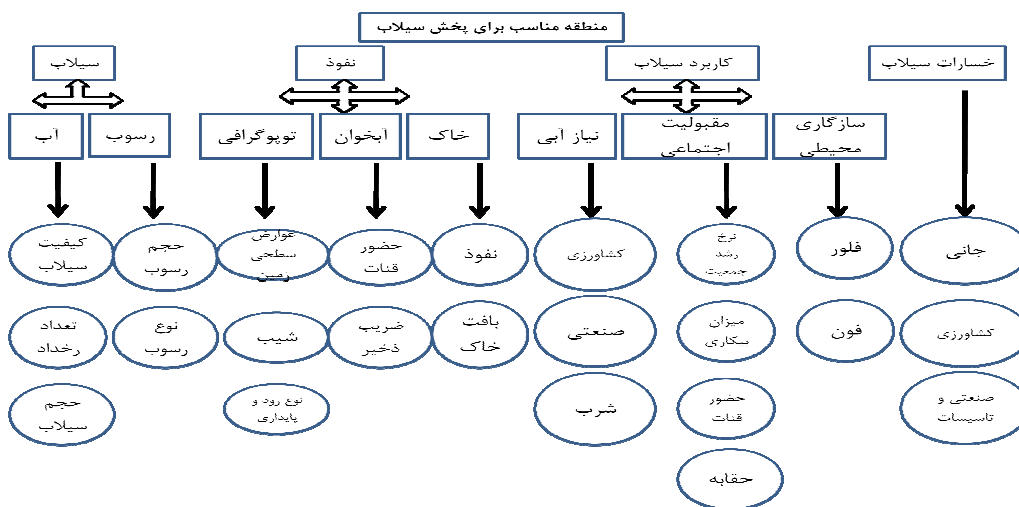 منطقه مناسب برای پخش سیلاب
خسارات سیلاب
کاربرد سیلاب
نفوذ
سیلاب
سازگاری
محیطی
مقبولیت
اجتماعی
نیاز آبی
خاک
آبخوان
توپوگرافی
رسوب
آب
جانی
کشاورزی
صنعتی و
تاسیسات
فلور
فون
نرخ
رشد
جمعیت
میزان
سکاری
حضور
قنات
حقابه
کشاورزی
صنعتی
شرب
نفوذ
بافت
خاک
حضور
قنات
ضریب
ذخیر
عوارض
سطحی
زمین
شیب
نوع رود و
پایداری
حجم
رسوب
نوع
رسوب
کیفیت
سیلاب
تعداد
رخداد
حجم
سیلاب